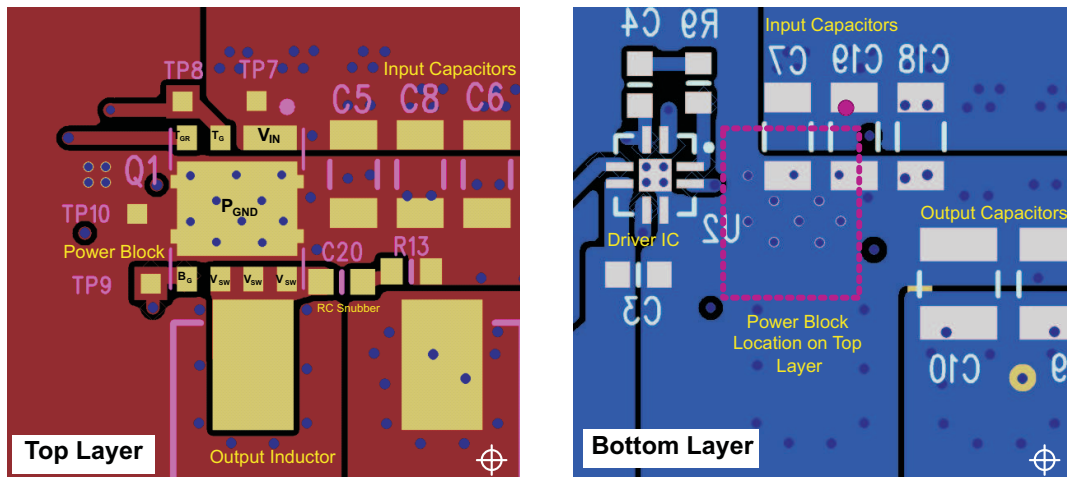 TP8
TP7
Input Capacitors
C5
C8
C6
TGR
TG
VIN
Q1
PGND
TP10
Power Block
C20
R13
TP9
BG
VSW
VSW
VSW
RC Snubber
Output Inductor
Top Layer
C4
R9
Input Capacitors
C7
C19
C18
Driver IC
U2
Output Capacitors
C3
Power Block
Location on Top
Layer
C10
9
Bottom Layer